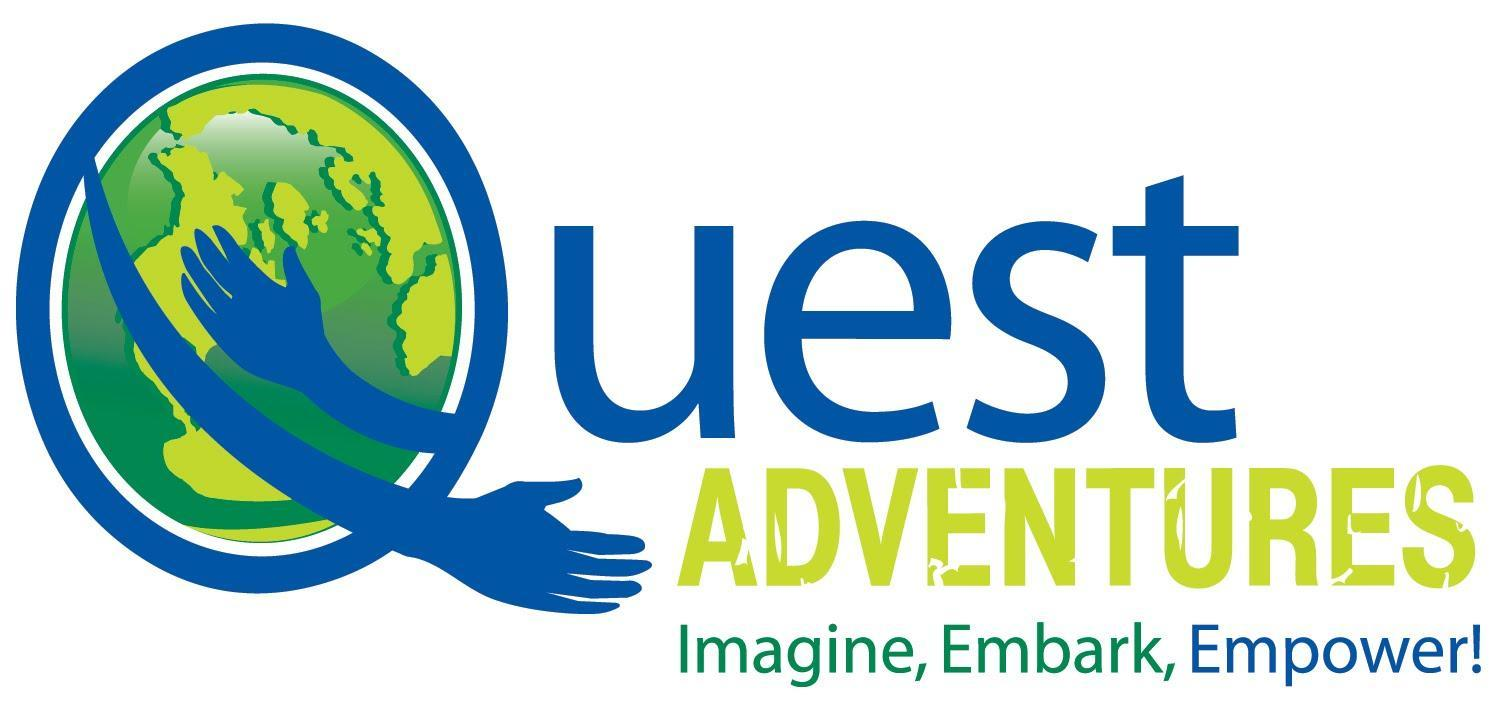 Quest
ADVENTURES
Imagine, Embark, Empower!